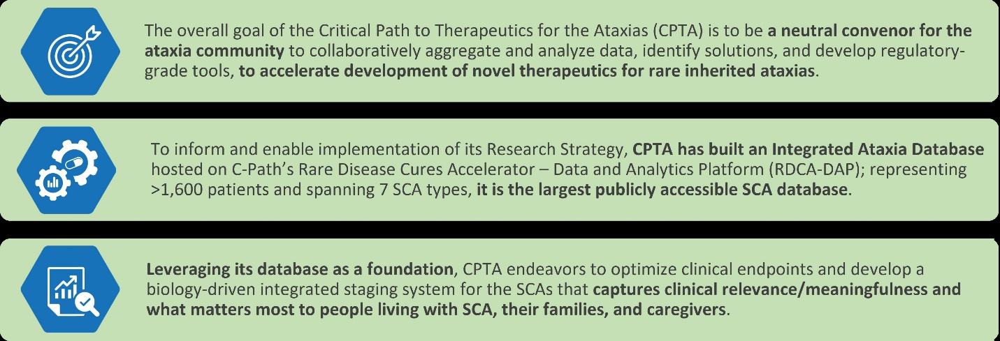 The overall goal of the Critical Path to Therapeutics for the Ataxias (CPTA) is to be a neutral convenor for the
ataxia community to collaboratively aggregate and analyze data, identify solutions, and develop regulatory-
grade tools, to accelerate development of novel therapeutics for rare inherited ataxias.
To inform and enable implementation of its Research Strategy, CPTA has built an Integrated Ataxia Database
hosted on C-Path’s Rare Disease Cures Accelerator – Data and Analytics Platform (RDCA-DAP); representing
>1,600 patients and spanning 7 SCA types, it is the largest publicly accessible SCA database.
Leveraging its database as a foundation, CPTA endeavors to optimize clinical endpoints and develop a
biology-driven integrated staging system for the SCAs that captures clinical relevance/meaningfulness and
what matters most to people living with SCA, their families, and caregivers.